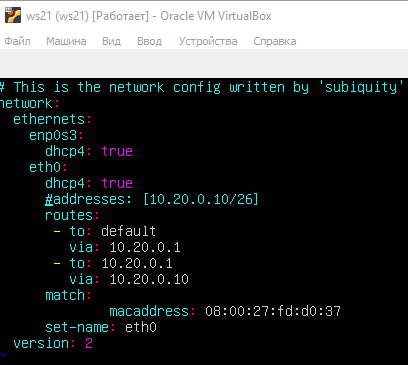 ws21 (ws21) [Работает] - Oracle VM VirtualBox
Файл Машина Вид Ввод Устройства Справка
# This is the network config written by 'subiquity'
network:
  ethernets:
    enp0s3:
      dhcp4: true
    eth0:
      dhcp4: true
      #addresses: [10.20.0.10/26]
      routes:
       - to: default
         via: 10.20.0.1
       - to: 10.20.0.1
         via: 10.20.0.10
      match:
              macaddress: 08:00:27:fd:d0:37
      set-name: eth0
  version: 2